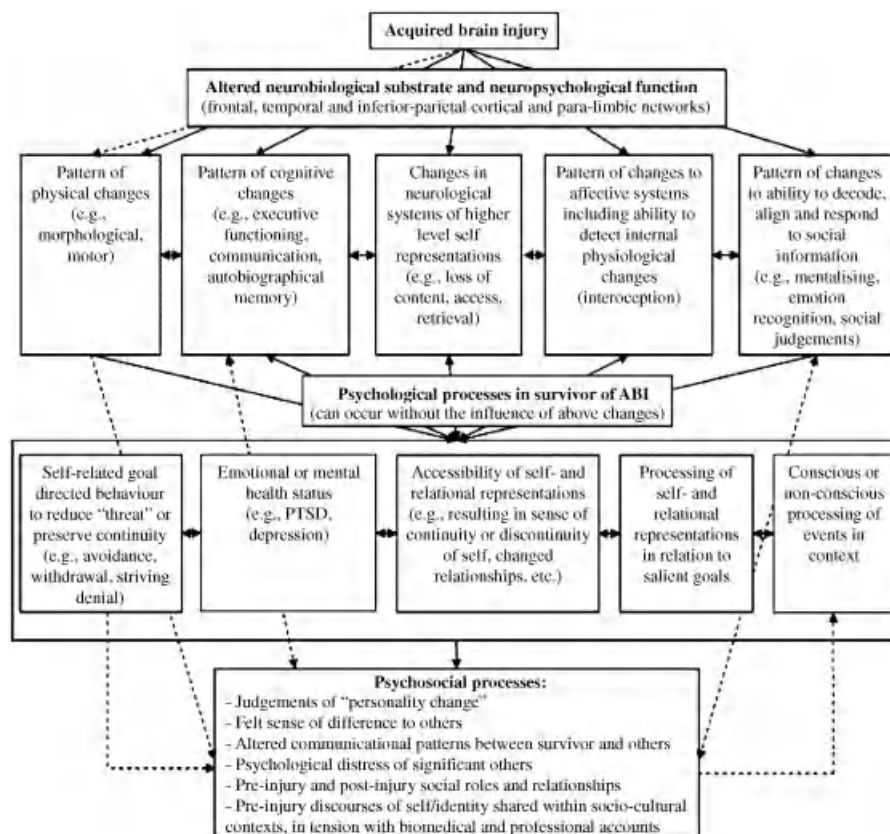 Acquired brain injury
Altered neurobiological substrate and neuropsychological function
(frontal, temporal and inferior-parietal cortical and para-limbic networks)
Pattern of
physical changes
(e.g.,
morphological,
motor)
Pattern of cognitive
changes
(e.g., executive
functioning,
communication,
autobiographical
memory)
Changes in
neurological
systems of higher
level self
representations
(e.g., loss of
content, access,
retrieval)
Pattern of changes to
affective systems
including ability to
detect internal
physiological
changes
(interoception)
Pattern of changes
to ability to decode,
align and respond
to social
information
(e.g., mentalising,
emotion
recognition, social
judgements)
Psychological processes in survivor of ABI
(can occur without the influence of above changes)
Self-related goal
directed behaviour
to reduce “threat” or
preserve continuity
(e.g., avoidance,
withdrawal, striving
denial)
Emotional or mental
health status
(e.g., PTSD,
depression)
Accessibility of self- and
relational representations
(e.g., resulting in sense of
continuity or discontinuity
of self, changed
relationships. etc.)
Processing of
self- and
relational
representations
in relation to
salient goals
Conscious or
non-conscious
processing of
events in
context
Psychosocial processes:
- Judgements of “personality change”
- Felt sense of difference to others
- Altered communicational patterns between survivor and others
- Psychological distress of significant others
- Pre-injury and post-injury social roles and relationships
- Pre-injury discourses of self/identity shared within socio-cultural
contexts, in tension with biomedical and professional accounts